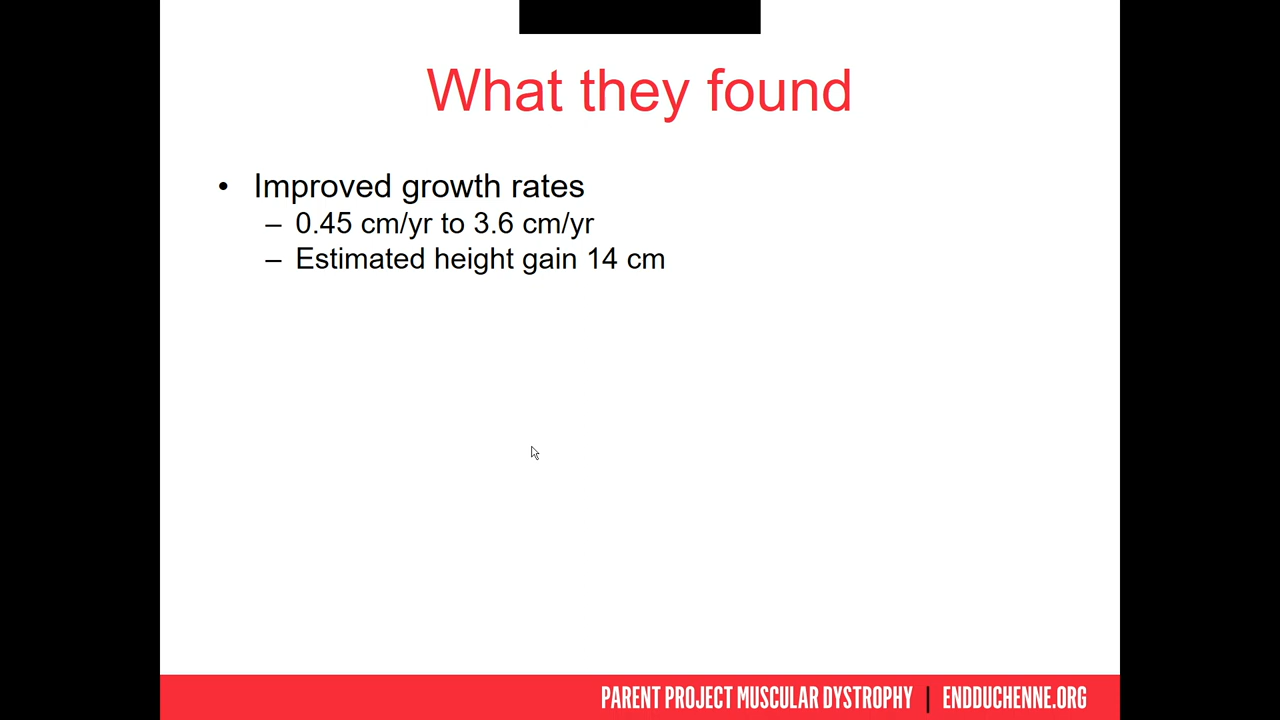 What they found
• Improved growth rates
– 0.45 cm/yr to 3.6 cm/yr
– Estimated height gain 14 cm
PARENT PROJECT MUSCULAR DYSTROPHY | ENDDUCHENNE.ORG